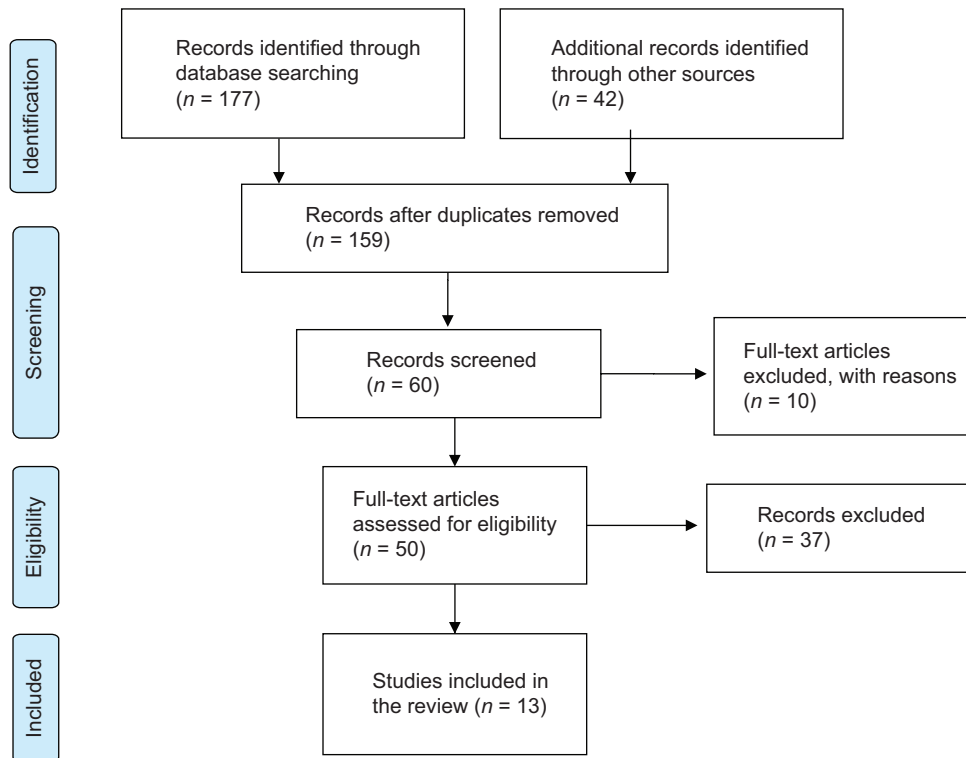 Identification
Records identified through
database searching
(n = 177)
Additional records identified
through other sources
(n = 42)
Records after duplicates removed
(n = 159)
Screening
Records screened
(n = 60)
Full-text articles
excluded, with reasons
(n = 10)
Eligibility
Full-text articles
assessed for eligibility
(n = 50)
Records excluded
(n = 37)
Included
Studies included in
the review (n = 13)